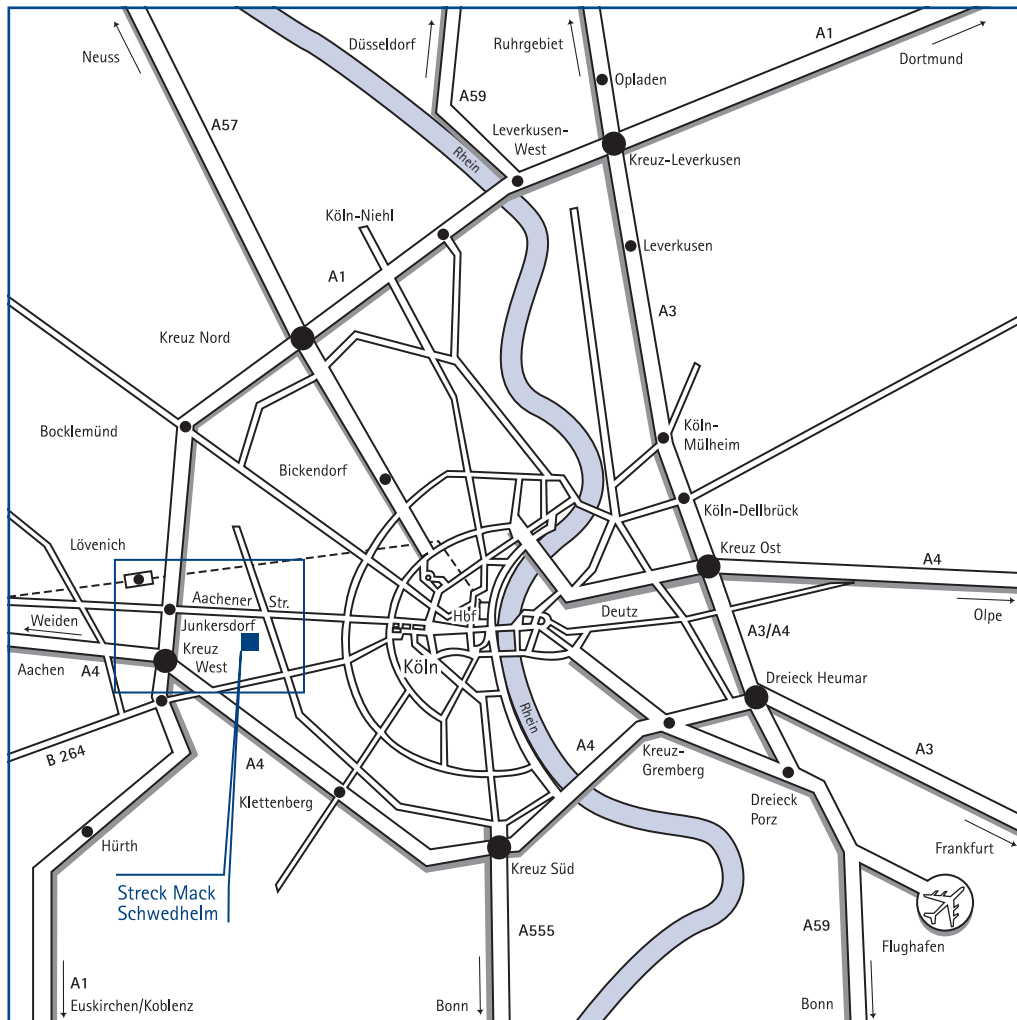 Düsseldorf
Ruhrgebiet
A1
Neuss
Dortmund
Opladen
A59
A57
Leverkusen-
West
Rhein
Kreuz-Leverkusen
Köln-Niehl
Leverkusen
A1
A3
Kreuz Nord
Köln-
Mülheim
Bocklemünd
Bickendorf
Köln-Dellbrück
Lövenich
Kreuz Ost
A4
Aachener Str.
Weiden
Junkersdorf
Hbf
Deutz
Olpe
A3/A4
Kreuz
West
Aachen
A4
Köln
Dreieck Heumar
Rhein
B 264
A4
A4
Kreuz-
Gremberg
A3
Klettenberg
Dreieck
Porz
Hürth
Frankfurt
Kreuz Süd
Streck Mack
Schwedhelm
A555
A59
Flughafen
A1
Euskirchen/Koblenz
Bonn
Bonn